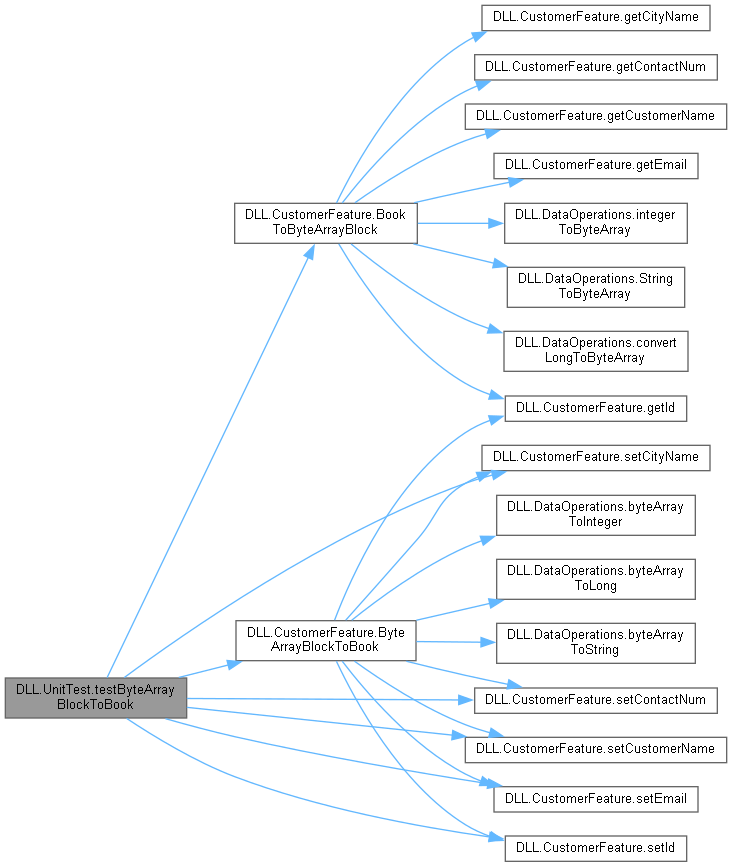 DLL.CustomerFeature.getCityName
DLL.CustomerFeature.getContactNum
DLL.CustomerFeature.getCustomerName
DLL.CustomerFeature.getEmail
DLL.CustomerFeature.Book
ToByteArrayBlock
DLL.DataOperations.integer
ToByteArray
DLL.DataOperations.String
ToByteArray
DLL.DataOperations.convert
LongToByteArray
DLL.CustomerFeature.getId
DLL.CustomerFeature.setCityName
DLL.DataOperations.byteArray
ToInteger
DLL.DataOperations.byteArray
ToLong
DLL.CustomerFeature.Byte
ArrayBlockToBook
DLL.DataOperations.byteArray
ToString
DLL.UnitTest.testByteArray
BlockToBook
DLL.CustomerFeature.setContactNum
DLL.CustomerFeature.setCustomerName
DLL.CustomerFeature.setEmail
DLL.CustomerFeature.setId